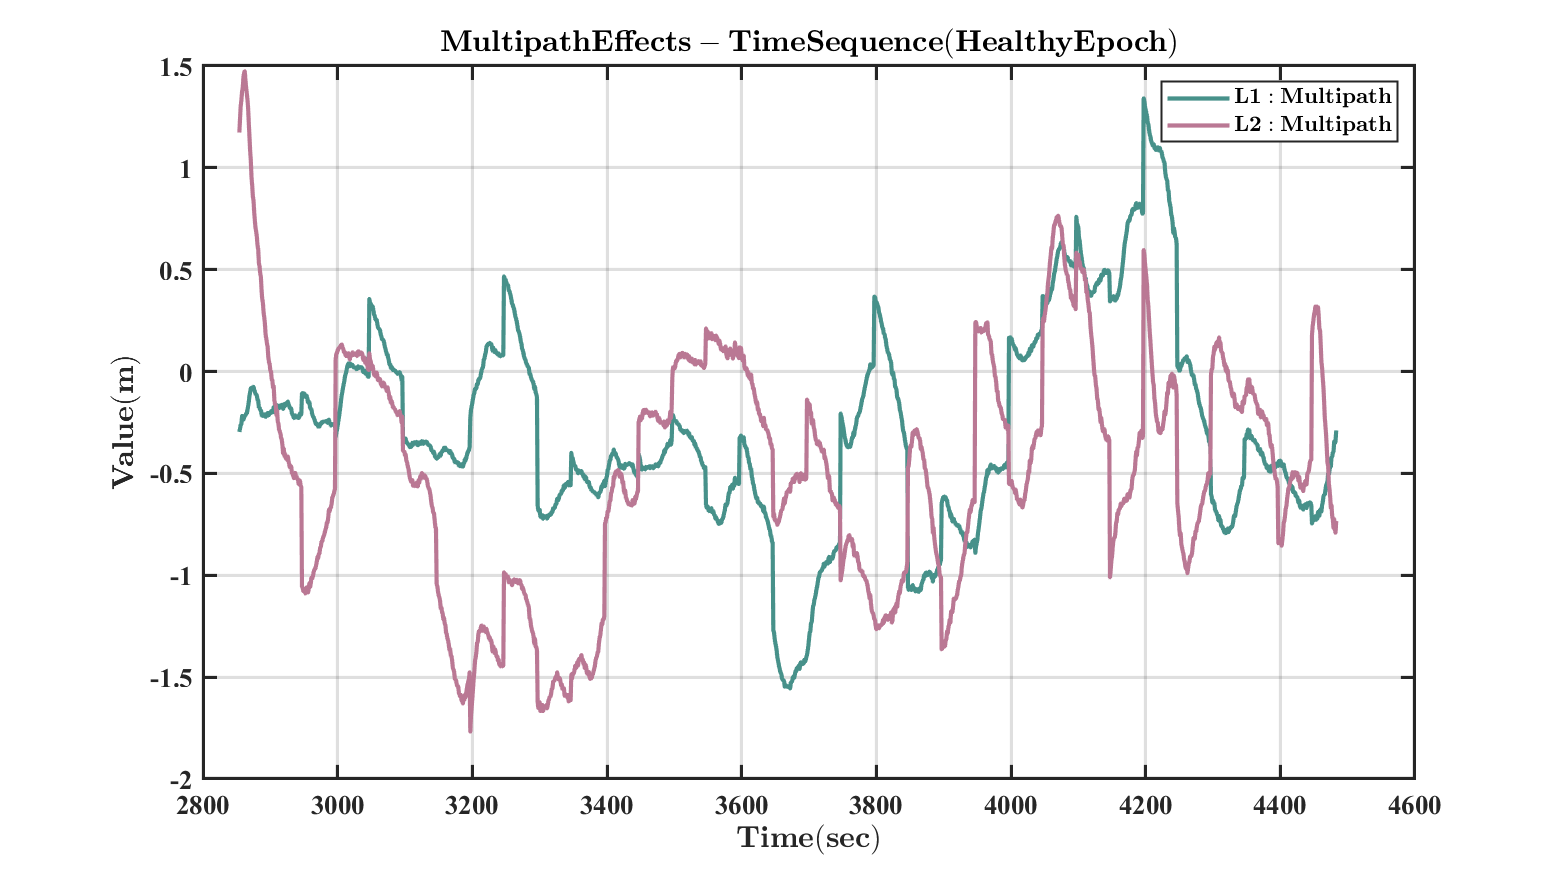 MultipathEffects – TimeSequence(HealthyEpoch)
L1 : Multipath
L2 : Multipath
1.5
1
0.5
0
-0.5
-1
-1.5
-2
Value(m)
2800 3000 3200 3400 3600 3800 4000 4200 4400 4600
Time(sec)